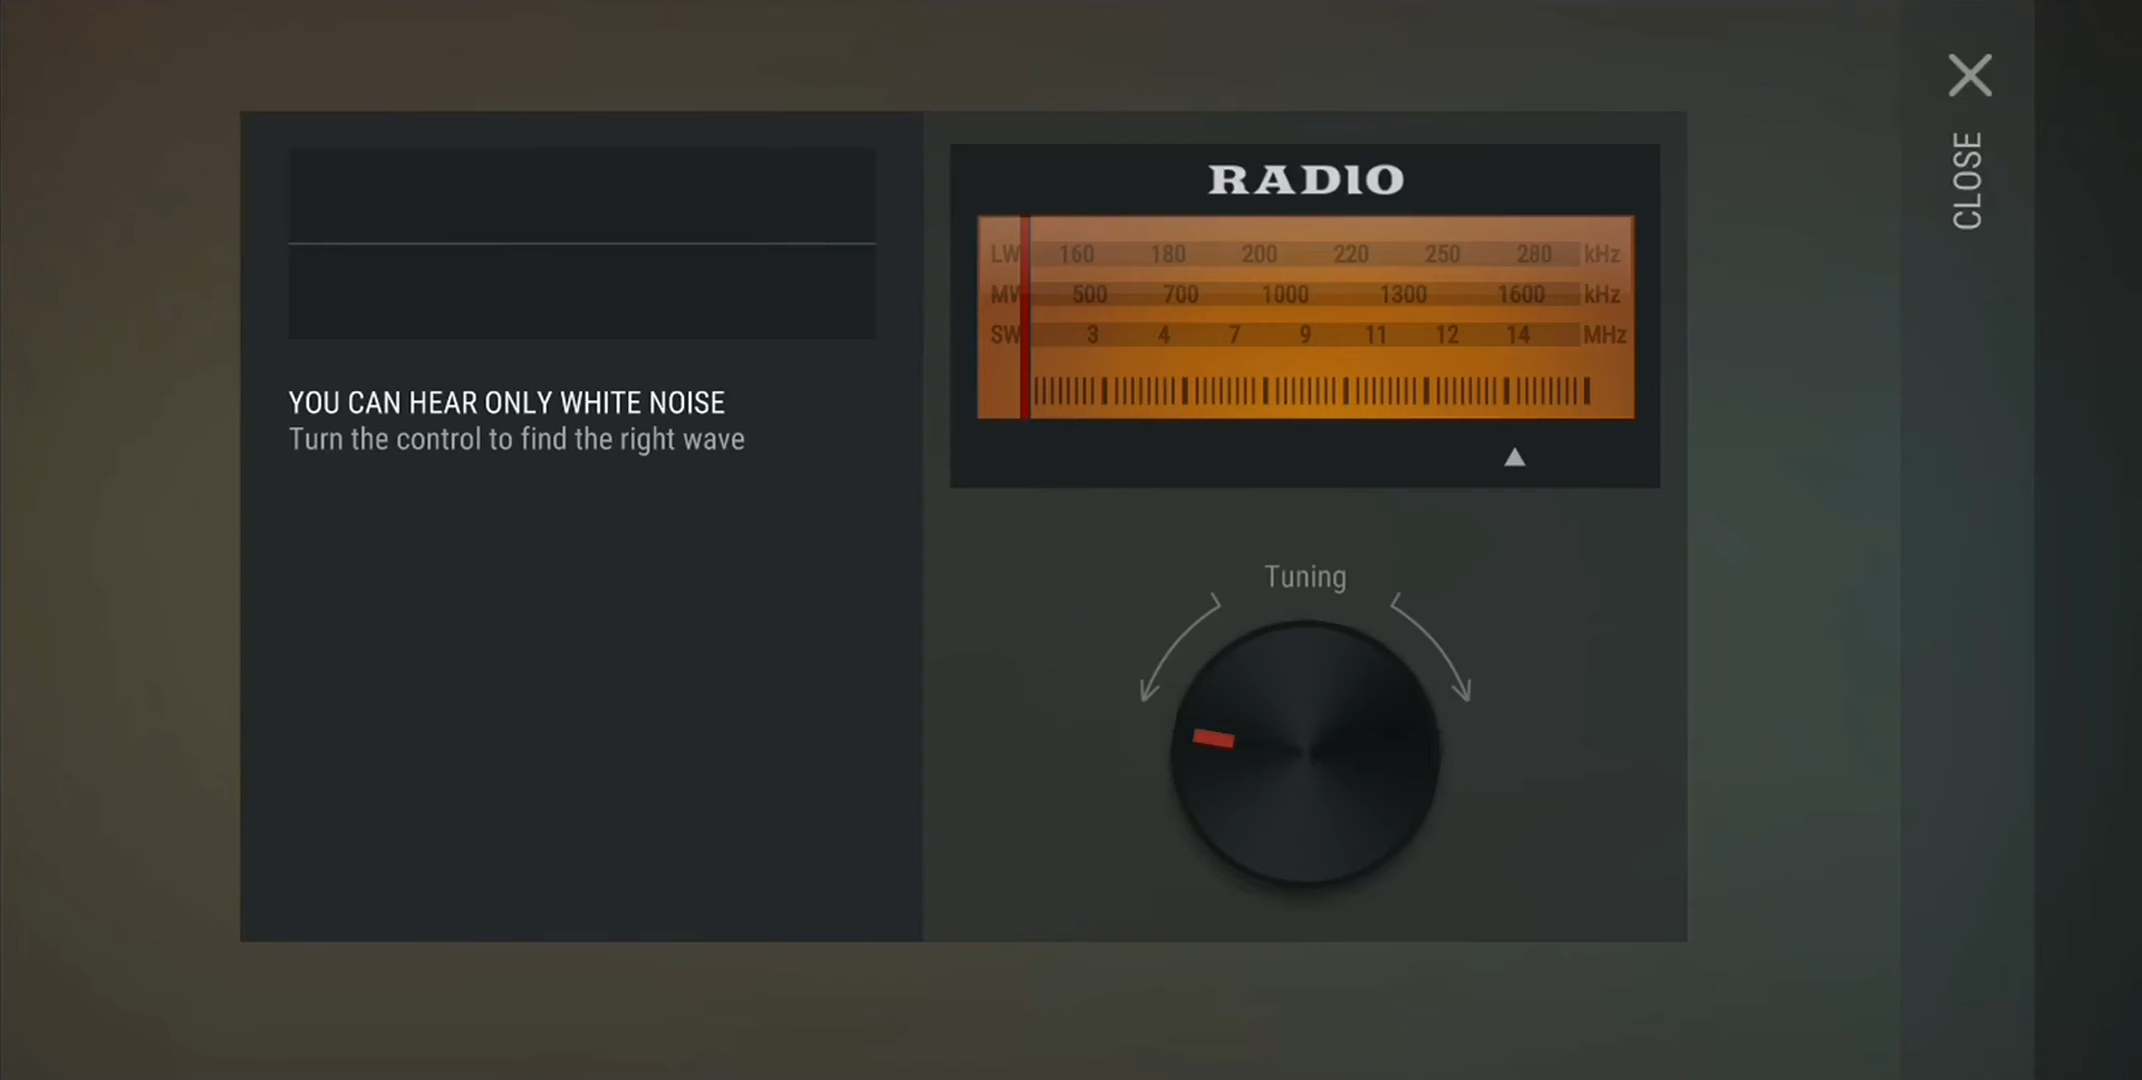 RADIO
CLOSE
LW 160 180 200 220 250 280 kHz
MW 500 700 1000 1300 1600 kHz
SW 3 4 7 9 11 12 14 MHz
YOU CAN HEAR ONLY WHITE NOISE
Turn the control to find the right wave
Tuning